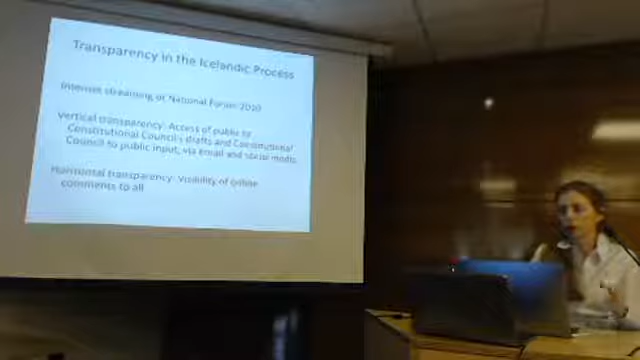 Transparency in the Icelandic Process
Internet streaming of National Forum 2010
Vertical transparency: Access of public to
Constitutional Council's drafts and Constitutional
Council to public input, via email and social media
Horizontal transparency: Visibility of online
comments to all